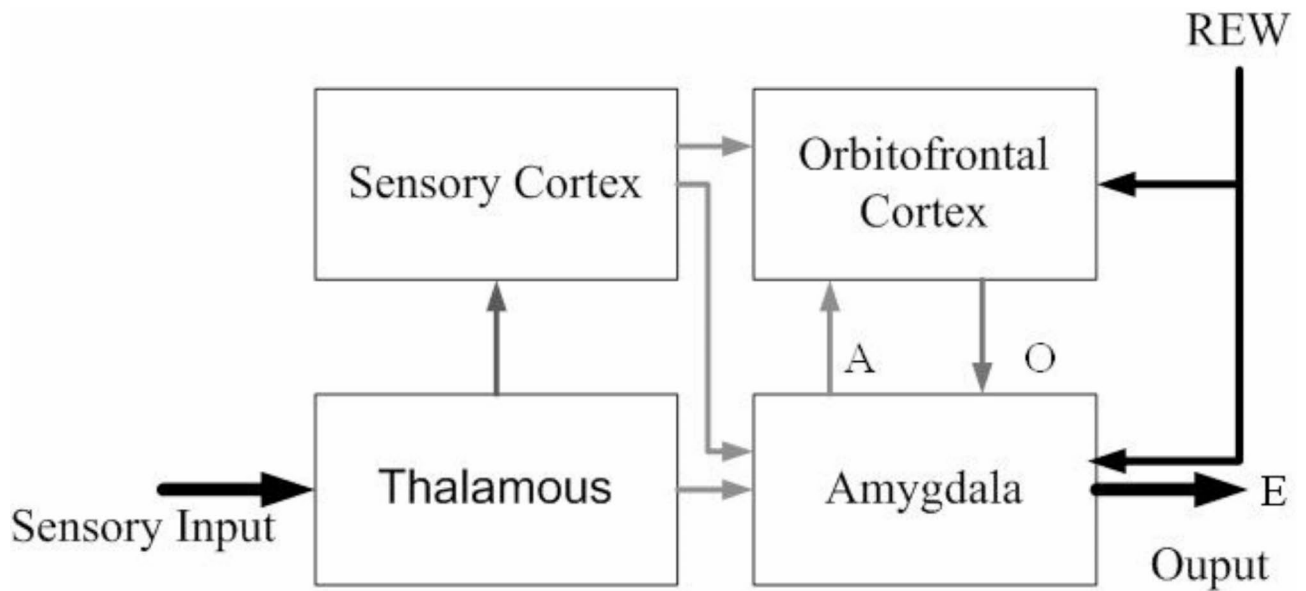 REW
Sensory Cortex
Orbitofrontal
Cortex
A
O
Thalamous
Amygdala
E
Sensory Input
Ouput